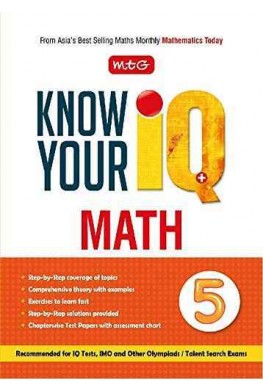 From Asia's Best Selling Maths Monthly Mathematics Today
mtG
KNOW
YOUR iQ+
MATH
• Step-by-Step coverage of topics
• Comprehensive theory with examples
• Exercises to learn fast
• Step-by-Step solutions provided
• Chapterwise Test Papers with assessment chart
5
Recommended for IQ Tests, IMO and Other Olympiads / Talent Search Exams